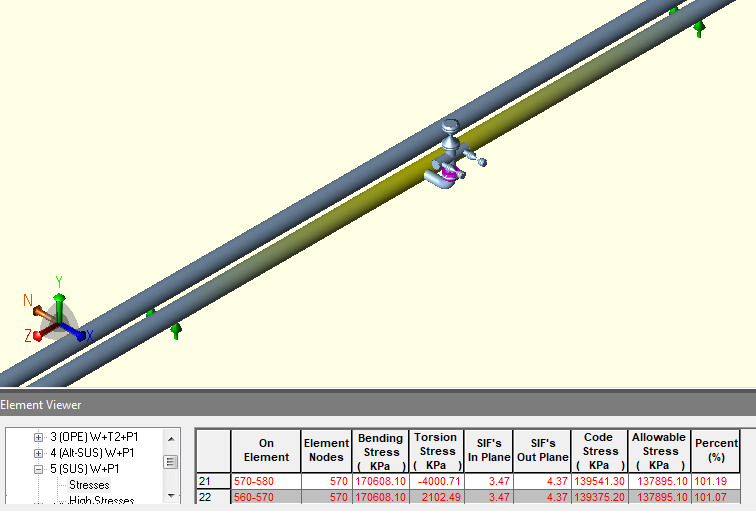 Y
N
Z
X
Element Viewer
3 (OPE) W+T2+P1
4 (Alt-SUS) W+P1
5 (SUS) W+P1
Stresses
High Stresses
On Element Element Nodes Bending Stress ( KPa ) Torsion Stress ( KPa ) SIF's In Plane SIF's Out Plane Code Stress ( KPa ) Allowable Stress ( KPa ) Percent (%)
21 570-580 570 170608.10 -4000.71 3.47 4.37 139541.30 137895.10 101.19
22 560-570 570 170608.10 2102.49 3.47 4.37 139375.20 137895.10 101.07